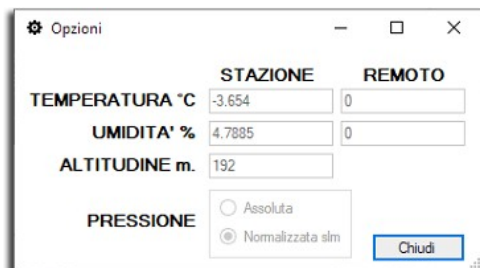 Opzioni
STAZIONE REMOTO
TEMPERATURA °C -3.654 0
UMIDITA' % 4.7885 0
ALTITUDINE m. 192
PRESSIONE
Assoluta
Normalizzata slm
Chiudi